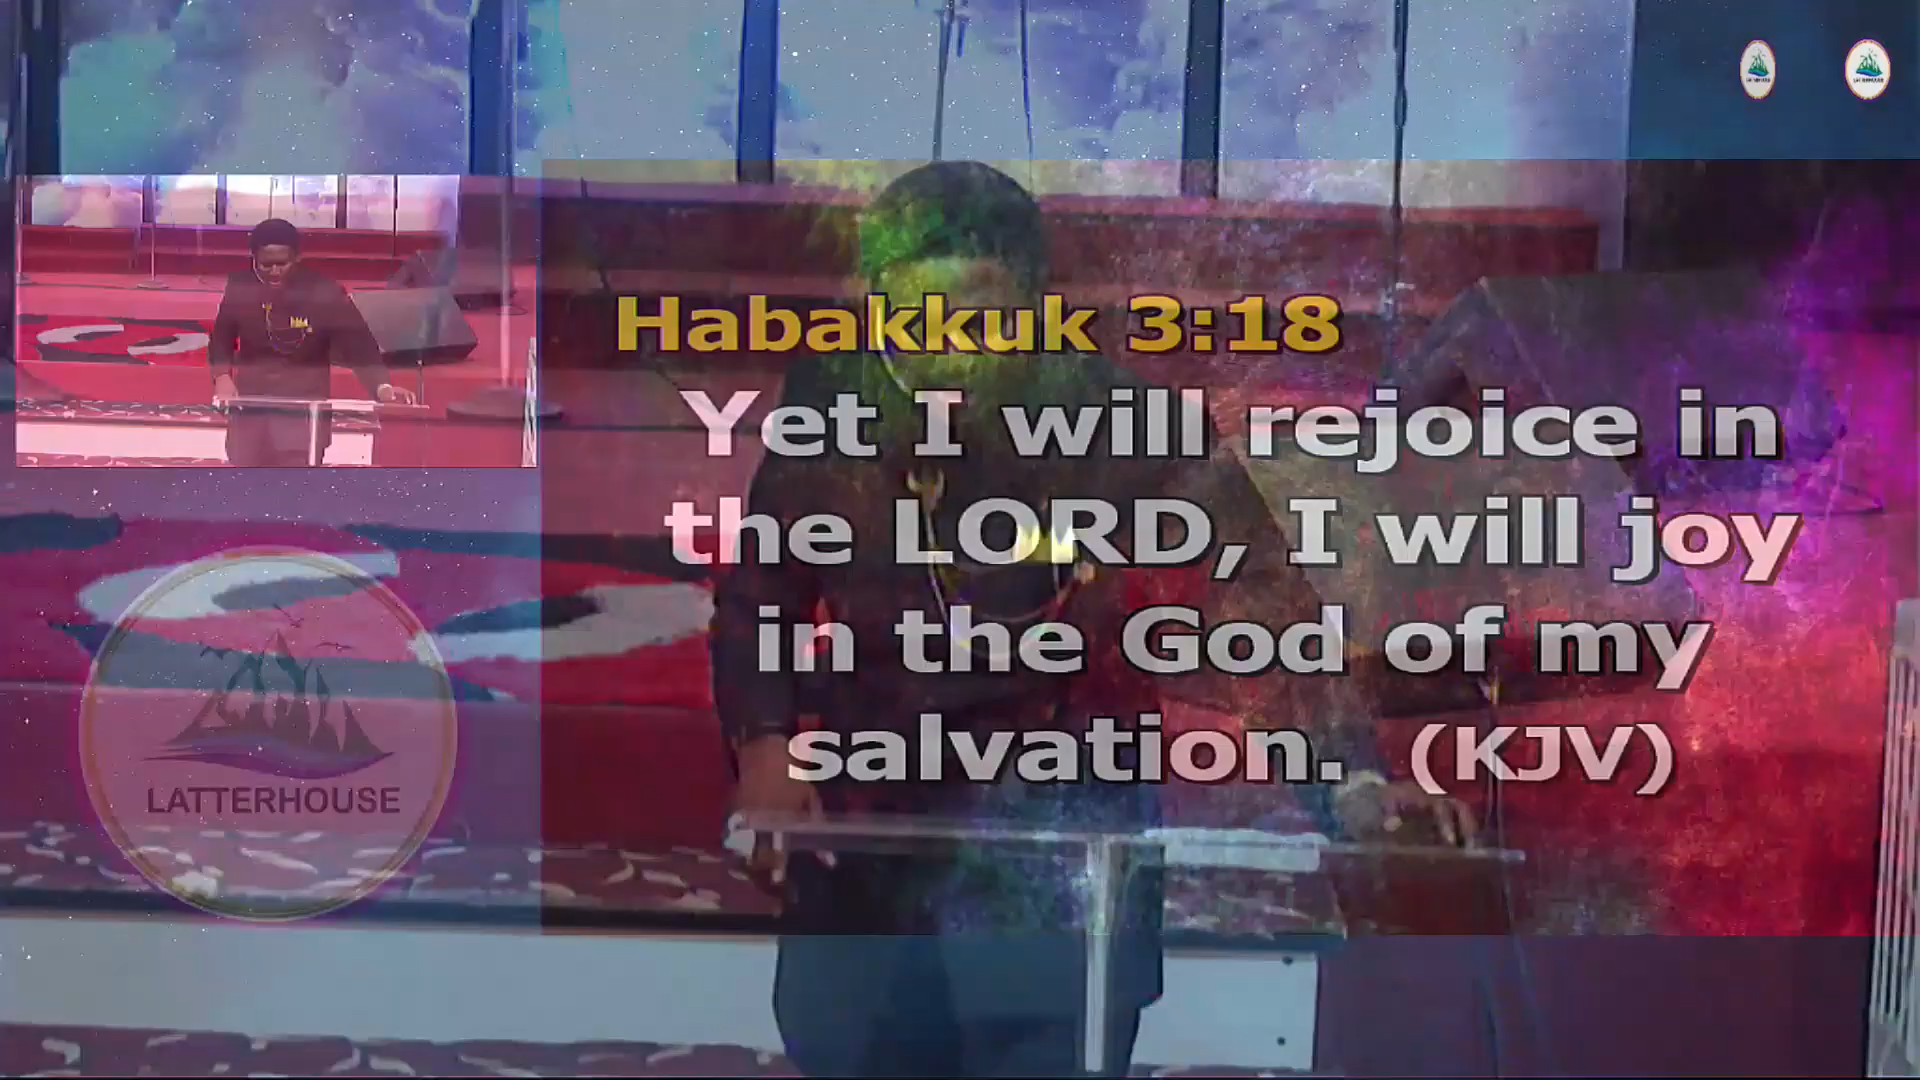 Habakkuk 3:18
Yet I will rejoice in
the LORD, I will joy
in the God of my
salvation. (KJV)
LATTERHOUSE